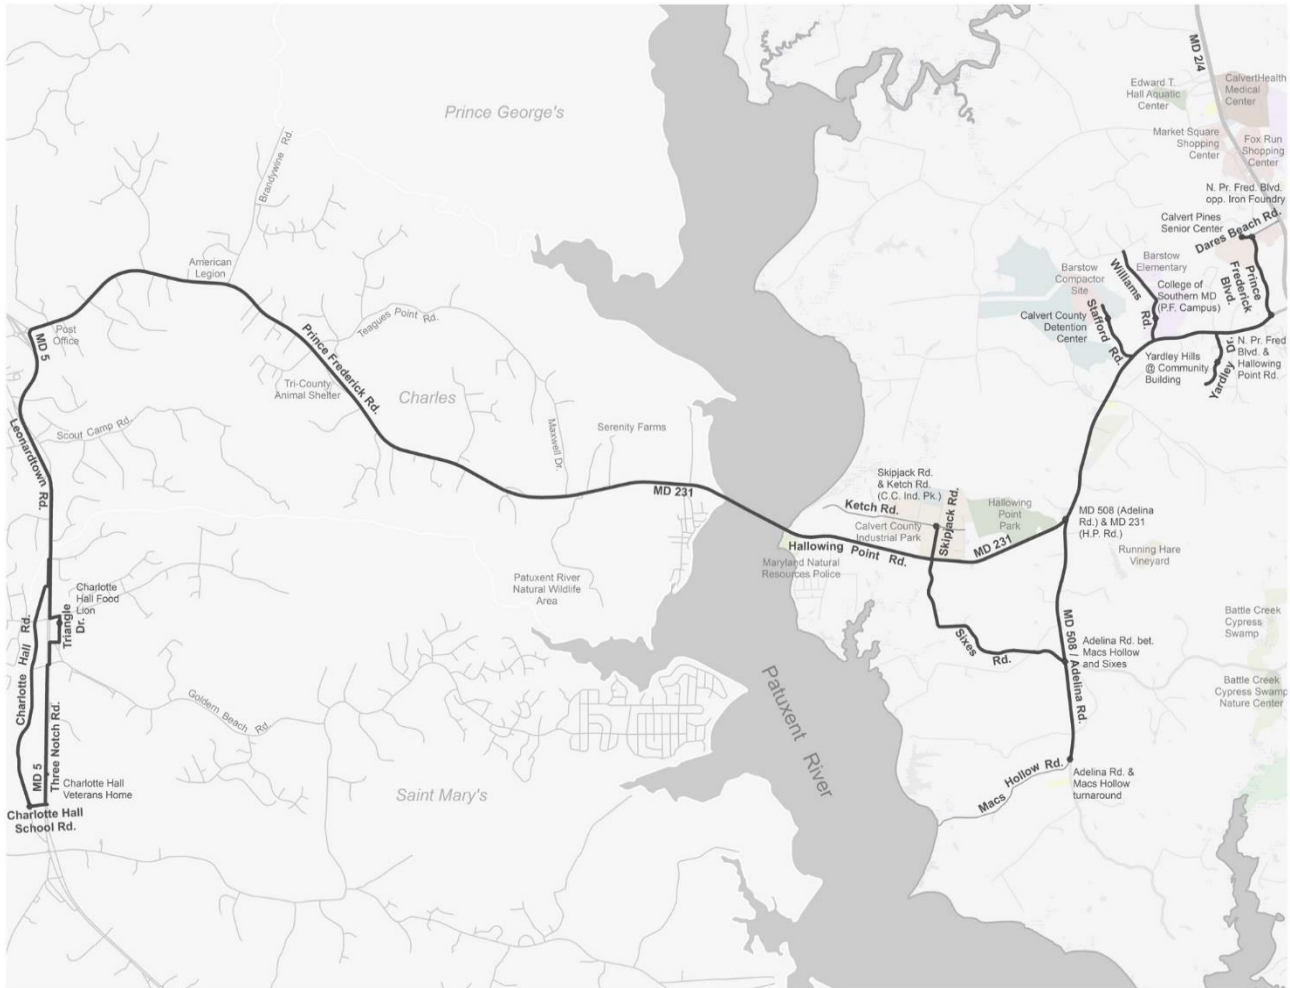 MD 2/4
Edward T.
Hall Aquatic
Center
CalvertHealth
Medical
Center
Prince George's
Market Square
Shopping
Center
Fox Run
Shopping
Center
Brandywine Rd.
N. Pr. Fred. Blvd.
opp. Iron Foundry
Calvert Pines
Senior Center
Dares Beach Rd.
American
Legion
Barstow
Compactor
Site
Williams Rd.
Barstow
Elementary
College of
Southern MD
(P.F. Campus)
Prince
Frederick
Blvd.
Stafford Rd.
Calvert County
Detention
Center
Teagues Point Rd.
Post
Office
MD 5
Prince Frederick Rd.
Yardley Hills
@ Community
Building
Yardley Dr.
N. Pr. Fred
Blvd. &
Hallowing
Point Rd.
Tri-County
Animal Shelter
Charles
Leonardtown Rd.
Scout Camp Rd.
Maxwell Dr.
Serenity Farms
MD 231
Skipjack Rd.
& Ketch Rd.
(C.C. Ind. Pk.)
Ketch Rd.
Skipjack Rd.
Hallowing
Point
Park
MD 508 (Adelina
Rd.) & MD 231
(H.P. Rd.)
Calvert County
Industrial Park
MD 231
Hallowing Point Rd.
Running Hare
Vineyard
Maryland Natural
Resources Police
Patuxent River
Natural Wildlife
Area
Charlotte
Hall Food
Lion
Triangle
Dr.
Charlotte Hall Rd.
Sixes Rd.
MD 508 / Adelina Rd.
Adelina Rd. bet.
Macs Hollow
and Sixes
Battle Creek
Cypress
Swamp
Battle Creek
Cypress Swamp
Nature Center
Goldern Beach Rd.
Patuxent River
MD 5
Three Notch Rd.
Charlotte Hall
Veterans Home
Macs Hollow Rd.
Adelina Rd. &
Macs Hollow
turnaround
Saint Mary's
Charlotte Hall
School Rd.